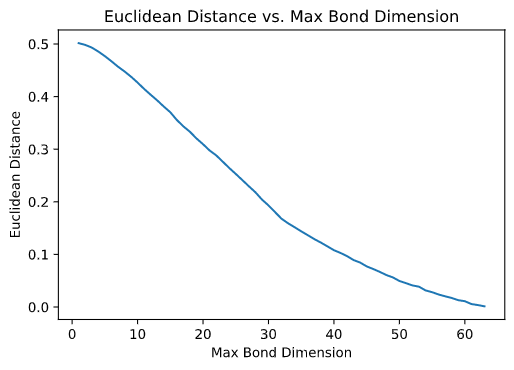 Euclidean Distance vs. Max Bond Dimension
Euclidean Distance
0.5
0.4
0.3
0.2
0.1
0.0
0 10 20 30 40 50 60
Max Bond Dimension